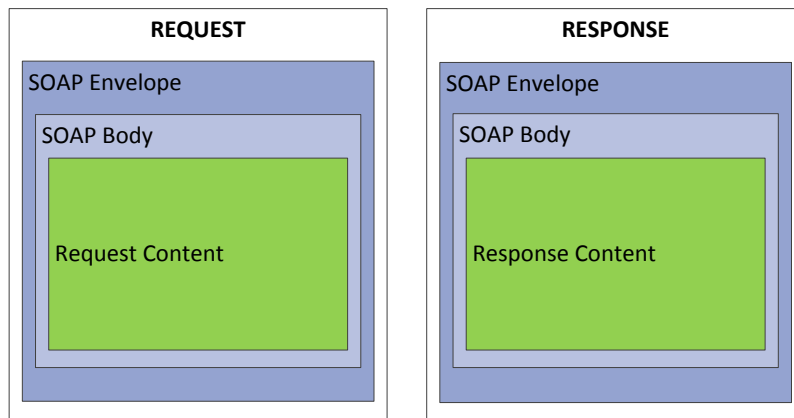 REQUEST
SOAP Envelope
SOAP Body
Request Content
RESPONSE
SOAP Envelope
SOAP Body
Response Content